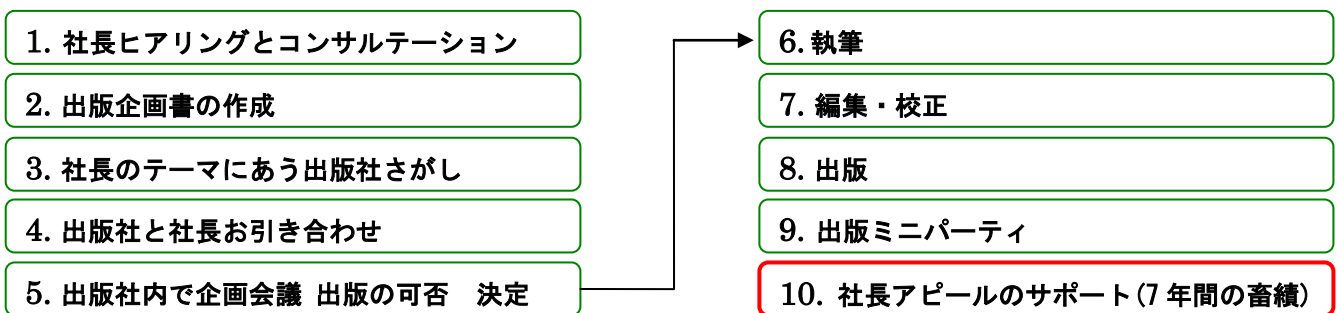 1. 社長ヒアリングとコンサルテーション
2. 出版企画書の作成
3. 社長のテーマにあう出版社さがし
4. 出版社と社長お引き合わせ
5. 出版社内で企画会議 出版の可否　決定
6. 執筆
7. 編集・校正
8. 出版
9. 出版ミニパーティ
10. 社長アピールのサポート(7年間の畜績)